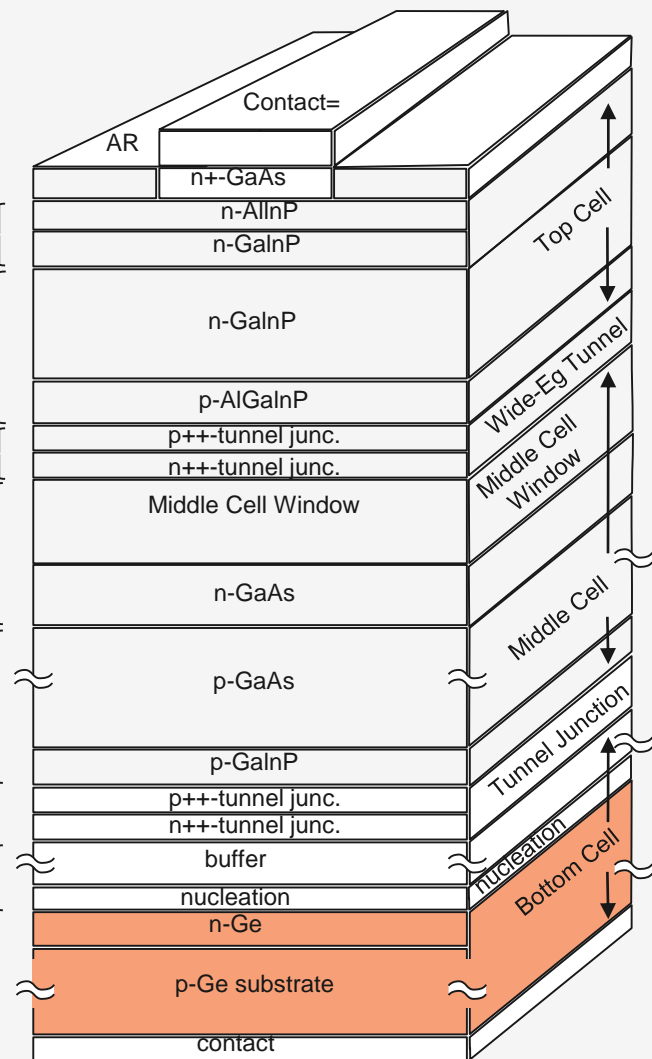 Contact=
AR
n+-GaAs
n-AlInP
n-GaInP
n-GaInP
p-AlGaInP
p++-tunnel junc.
n++-tunnel junc.
Middle Cell Window
n-GaAs
p-GaAs
p-GaInP
p++-tunnel junc.
n++-tunnel junc.
buffer
nucleation
n-Ge
p-Ge substrate
contact
Top Cell
Wide-Eg Tunnel
Middle Cell
Window
Middle Cell
Tunnel Junction
nucleation
Bottom Cell